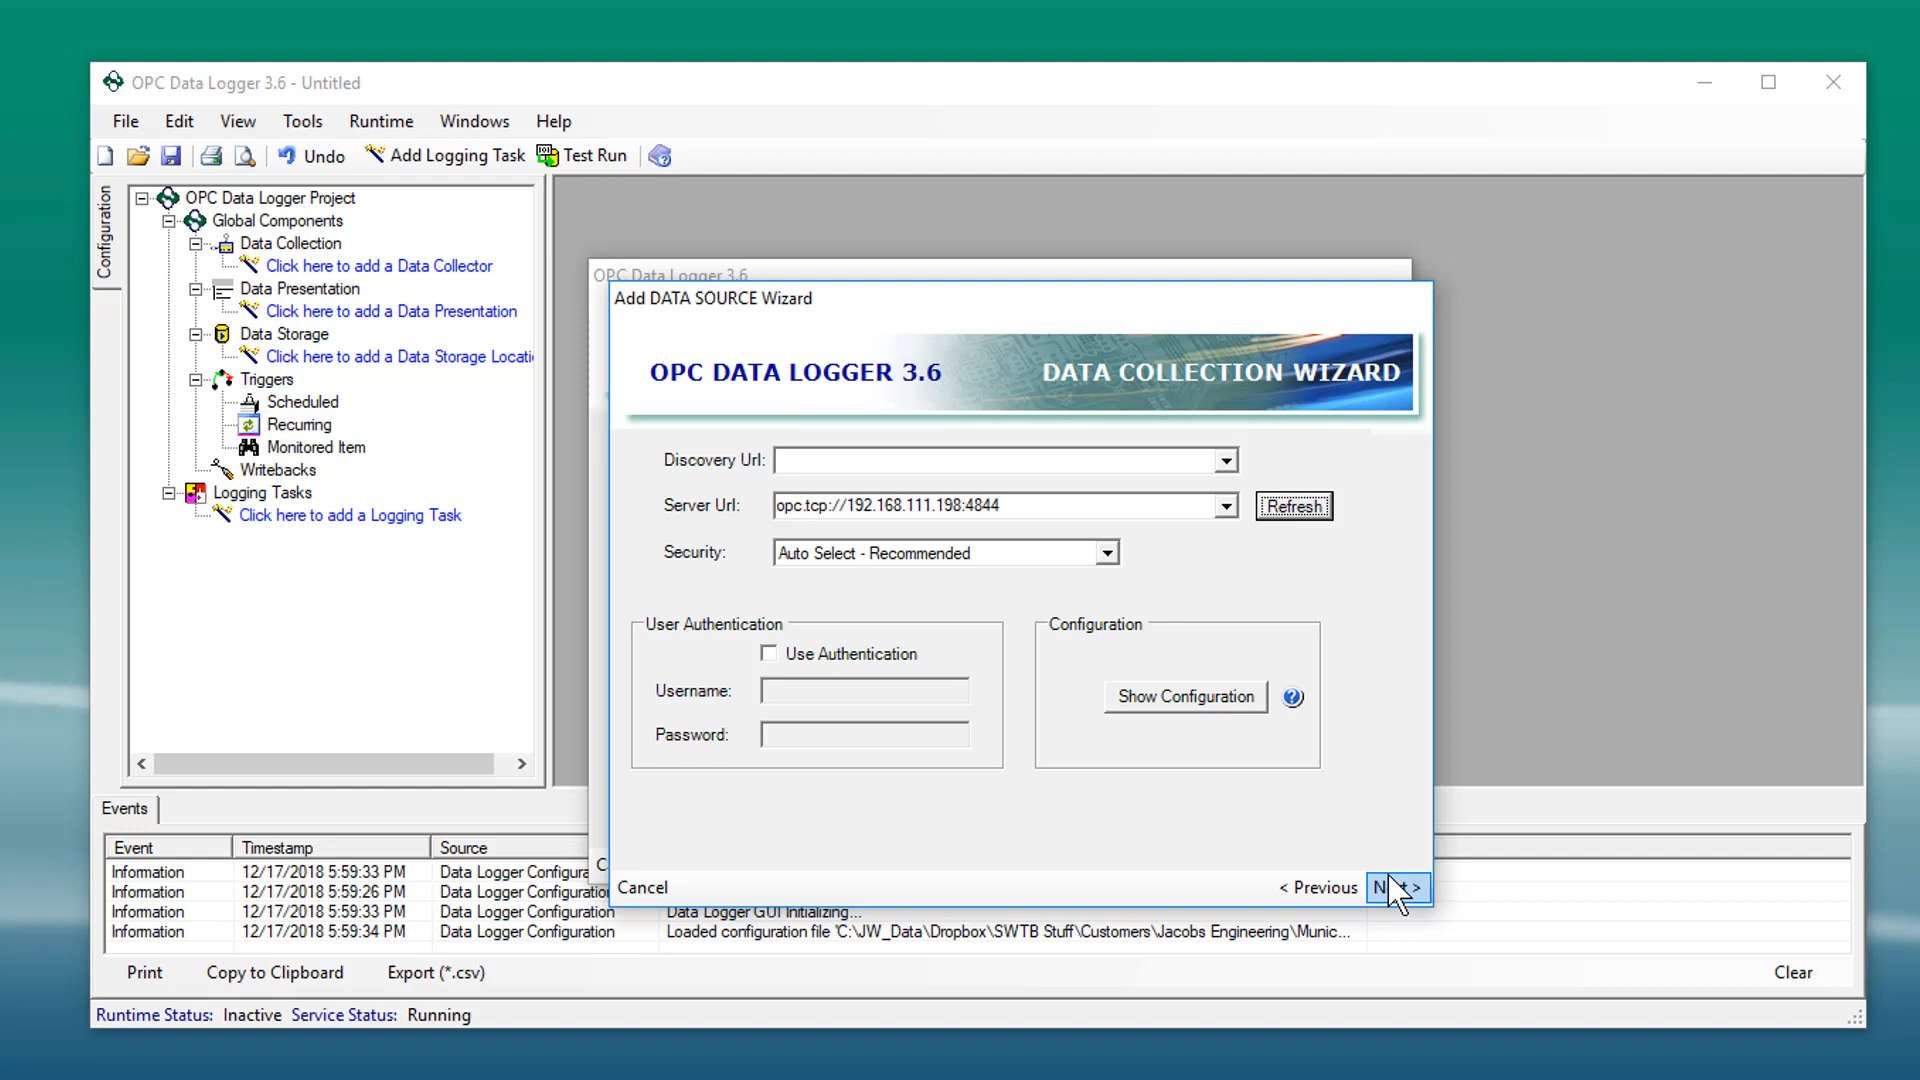 OPC Data Logger 3.6 - Untitled
File Edit View Tools Runtime Windows Help
Undo Add Logging Task Test Run
Configuration
OPC Data Logger Project
Global Components
Data Collection
Click here to add a Data Collector
Data Presentation
Click here to add a Data Presentation
Data Storage
Click here to add a Data Storage Locati
Triggers
Scheduled
Recurring
Monitored Item
Writebacks
Logging Tasks
Click here to add a Logging Task
OPC Data Logger 3.6
Add DATA SOURCE Wizard
OPC DATA LOGGER 3.6 DATA COLLECTION WIZARD
Discovery Url:
Server Url: opc.tcp://192.168.111.198:4844 Refresh
Security: Auto Select - Recommended
User Authentication
Use Authentication
Username:
Password:
Configuration
Show Configuration
Cancel < Previous Next >
Events
Event Timestamp Source
Information 12/17/2018 5:59:33 PM Data Logger Configura
Information 12/17/2018 5:59:26 PM Data Logger Configuration
Information 12/17/2018 5:59:33 PM Data Logger Configuration Data Logger GUI Initializing...
Information 12/17/2018 5:59:34 PM Data Logger Configuration Loaded configuration file 'C:\JW_Data\Dropbox\SWTB Stuff\Customers\Jacobs Engineering\Munic...
Print Copy to Clipboard Export (*.csv) Clear
Runtime Status: Inactive Service Status: Running